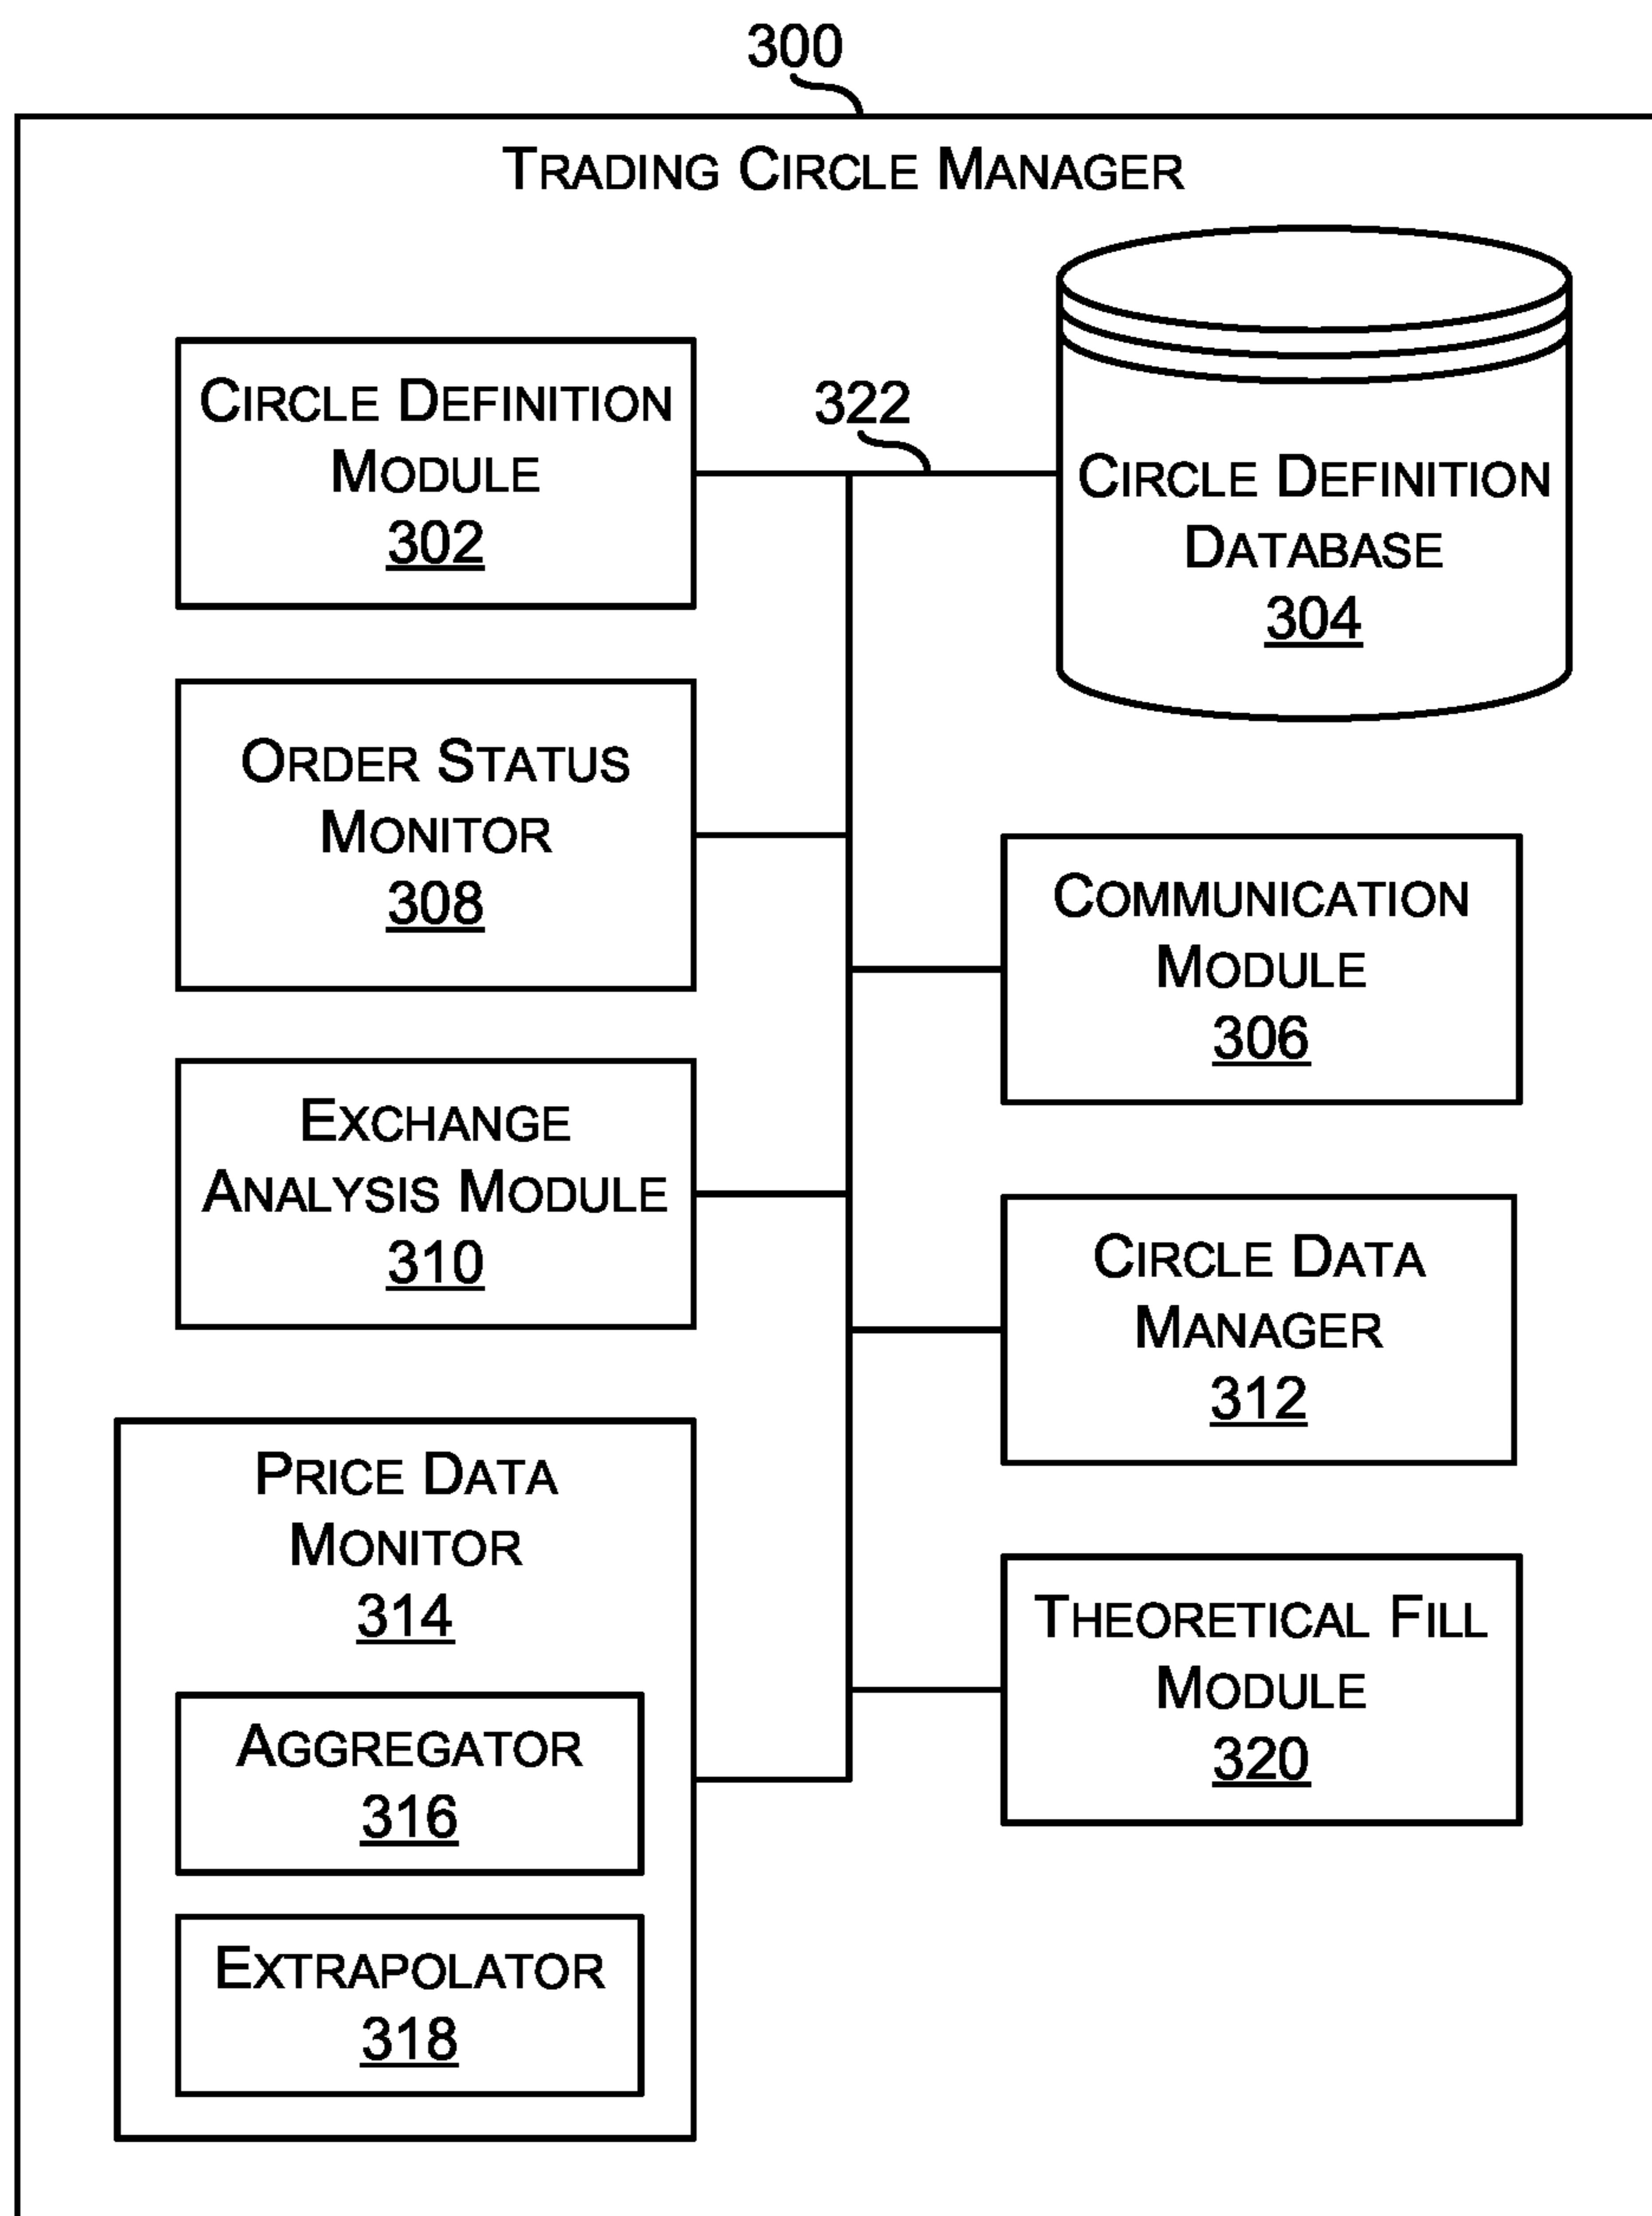 300
TRADING CIRCLE MANAGER
CIRCLE DEFINITION
MODULE
302
322
CIRCLE DEFINITION
DATABASE
304
ORDER STATUS
MONITOR
308
COMMUNICATION
MODULE
306
EXCHANGE
ANALYSIS MODULE
310
CIRCLE DATA
MANAGER
312
PRICE DATA
MONITOR
314
AGGREGATOR
316
EXTRAPOLATOR
318
THEORETICAL FILL
MODULE
320